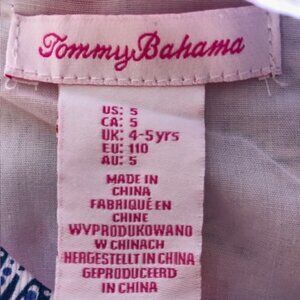 Tommy Bahama
US: 5
CA: 5
UK: 4-5yrs
EU: 110
AU: 5
MADE IN
CHINA
FABRIQUÉ EN
CHINE
WYPRODUKOWANO
W CHINACH
HERGESTELLT IN CHINA
GEPRODUCEERD
IN CHINA